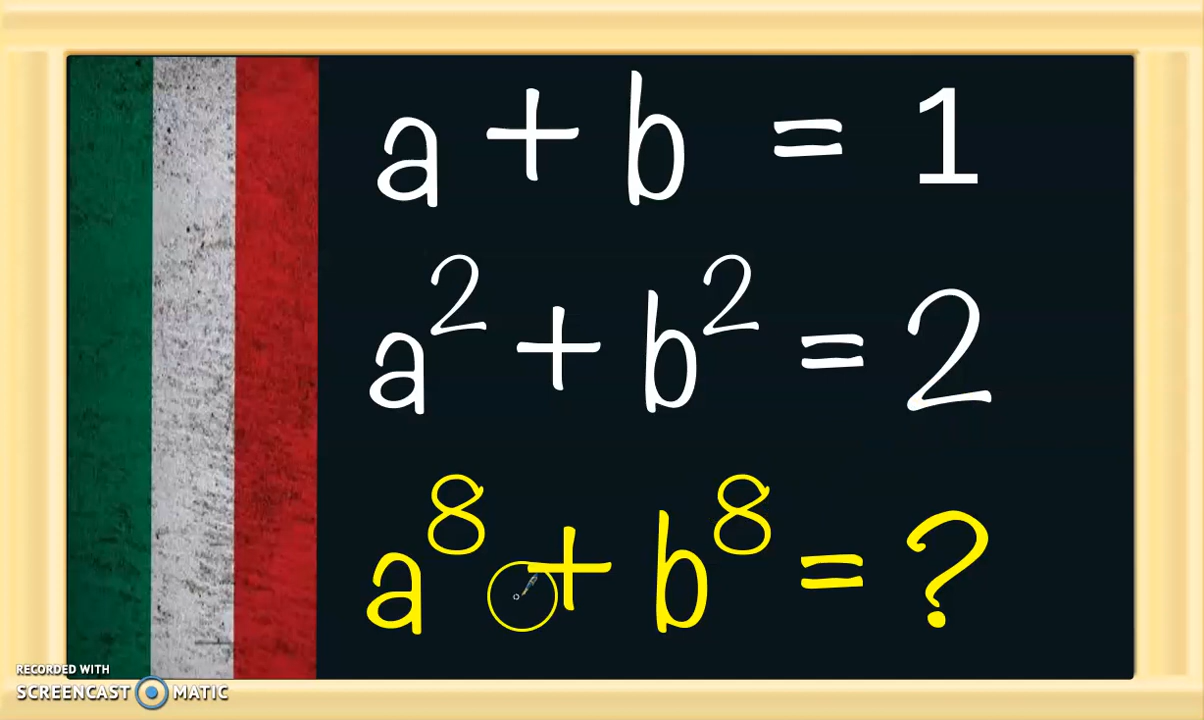 a + b = 1
a² + b² = 2
a⁸ + b⁸ = ?
RECORDED WITH
SCREENCAST MATIC